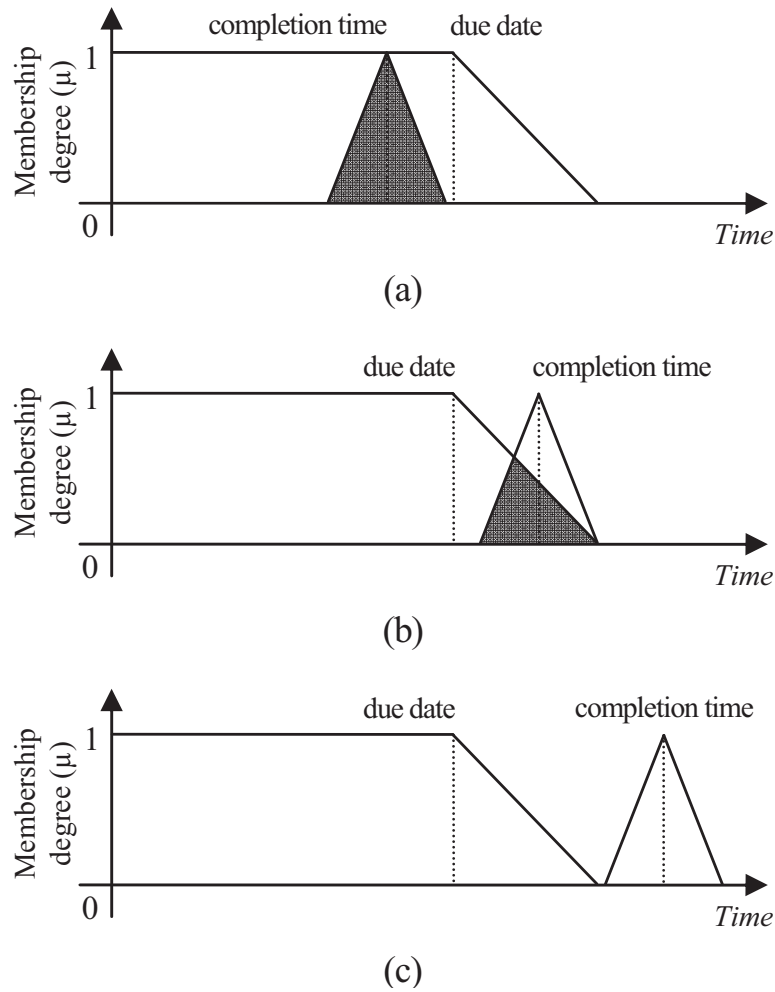 completion time due date
1
Membership
degree (μ)
0
Time
(a)
due date completion time
1
Membership
degree (μ)
0
Time
(b)
due date completion time
1
Membership
degree (μ)
0
Time
(c)